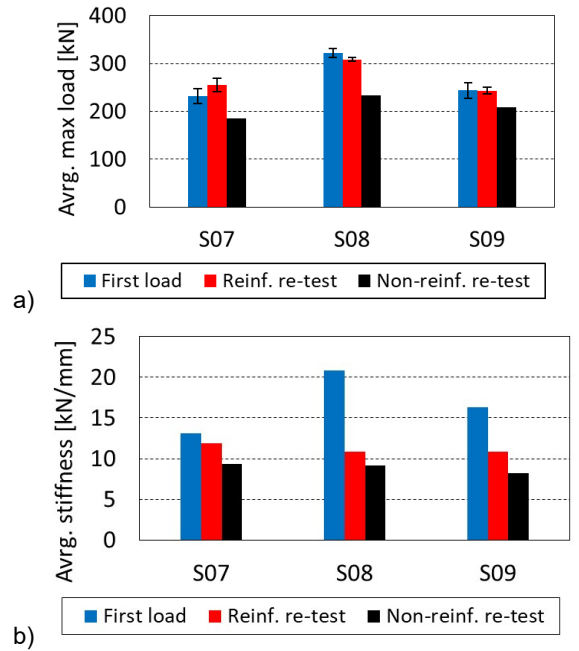 400
300
200
100
0
Avrg. max load [kN]
S07 S08 S09
First load Reinf. re-test Non-reinf. re-test
a)
25
20
15
10
5
0
Avrg. stiffness [kN/mm]
S07 S08 S09
First load Reinf. re-test Non-reinf. re-test
b)